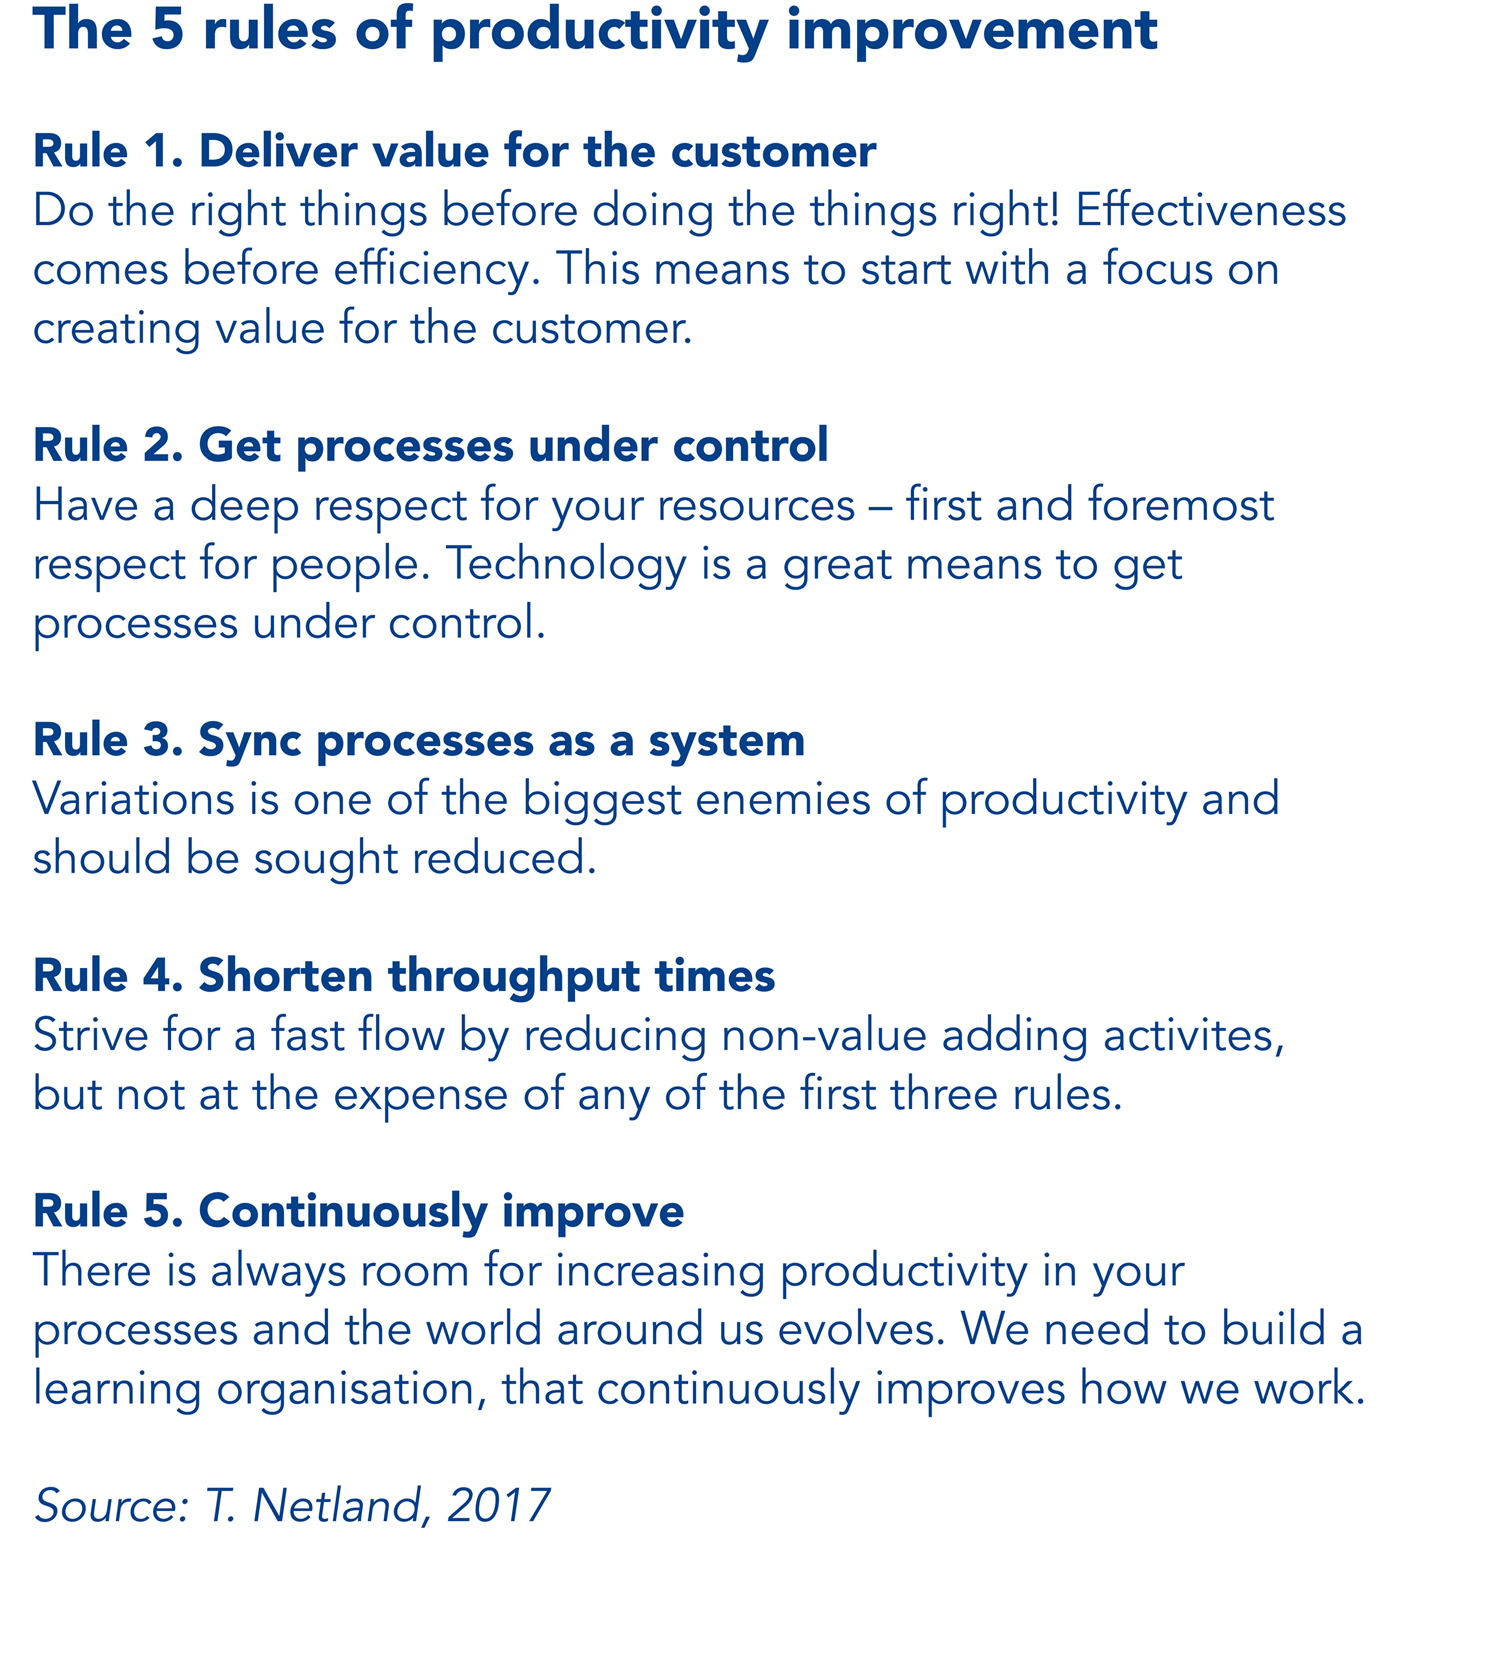 The 5 rules of productivity improvement
Rule 1. Deliver value for the customer
Do the right things before doing the things right! Effectiveness
comes before efficiency. This means to start with a focus on
creating value for the customer.
Rule 2. Get processes under control
Have a deep respect for your resources – first and foremost
respect for people. Technology is a great means to get
processes under control.
Rule 3. Sync processes as a system
Variations is one of the biggest enemies of productivity and
should be sought reduced.
Rule 4. Shorten throughput times
Strive for a fast flow by reducing non-value adding activites,
but not at the expense of any of the first three rules.
Rule 5. Continuously improve
There is always room for increasing productivity in your
processes and the world around us evolves. We need to build a
learning organisation, that continuously improves how we work.
Source: T. Netland, 2017